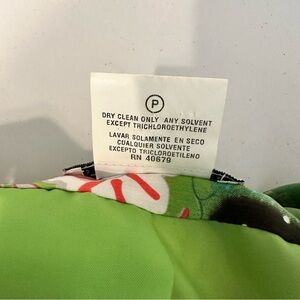 P
DRY CLEAN ONLY ANY SOLVENT
EXCEPT TRICHLOROETHYLENE
LAVAR SOLAMENTE EN SECO
CUALQUIER SOLVENTE
EXCEPTO TRICLOROETILENO
RN 40679